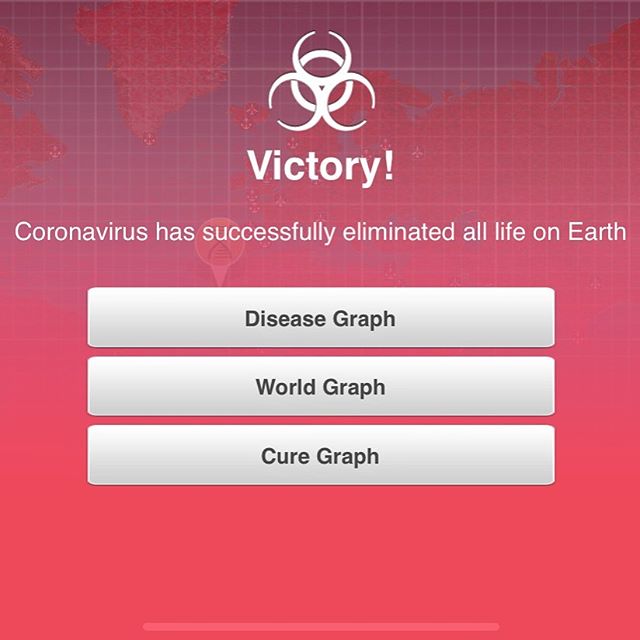 Victory!
Coronavirus has successfully eliminated all life on Earth
Disease Graph
World Graph
Cure Graph